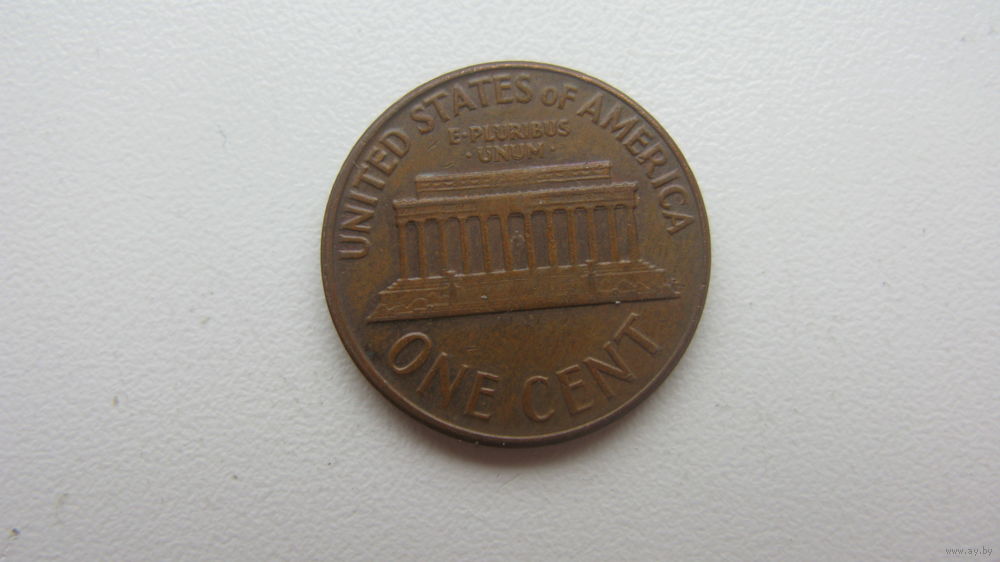 UNITED STATES OF AMERICA
E·PLURIBUS
·UNUM·
ONE CENT
www.ay.by